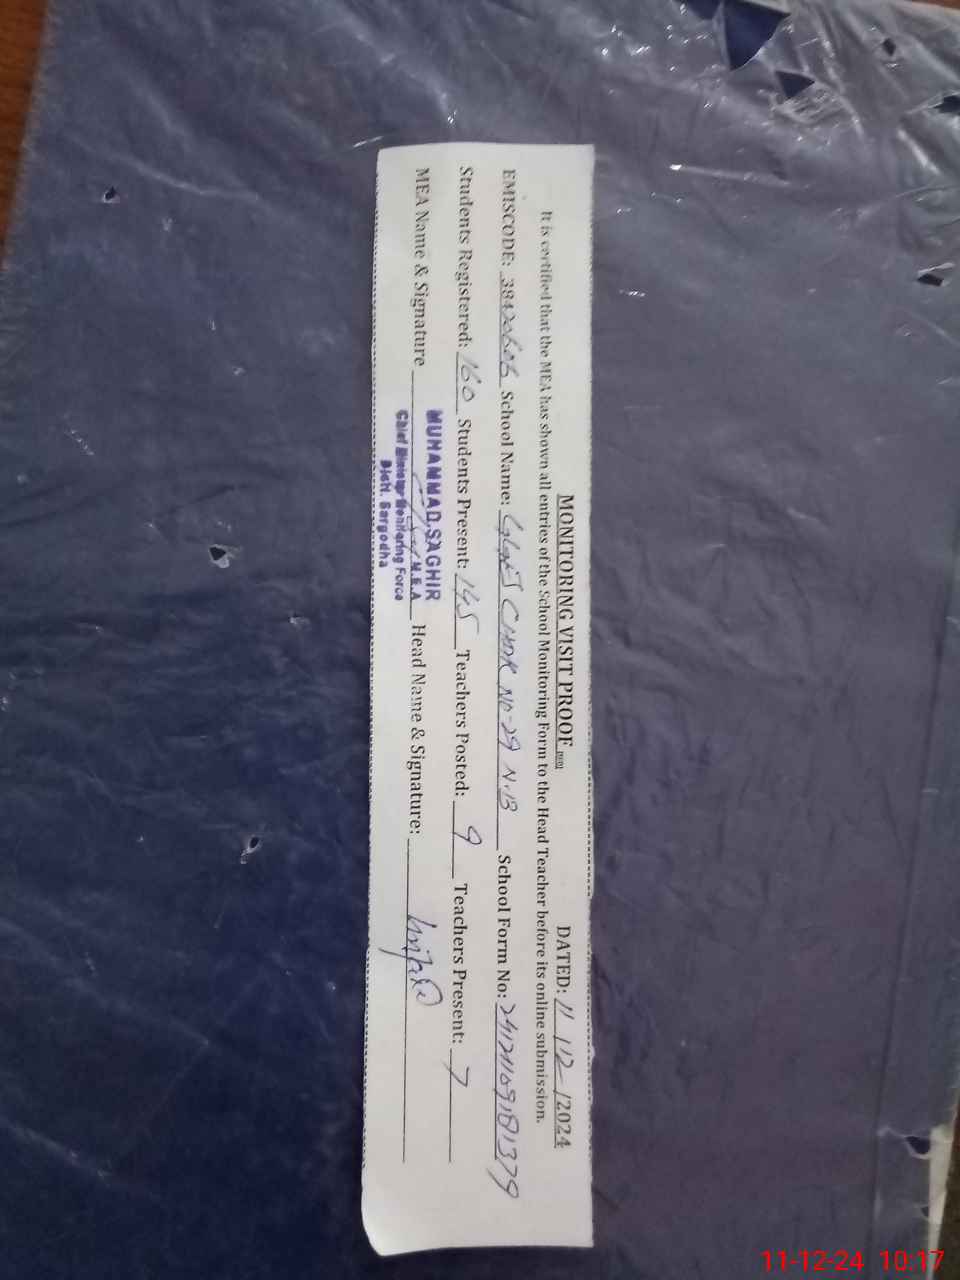 MONITORING VISIT PROOF DATED: 11 / 12 / 2024
It is certified that the MEA has shown all entries of the School Monitoring Form to the Head Teacher before its online submission.
EMISCODE: School Name: CHAK NO-29 N.B School Form No:
Students Registered: 160 Students Present: 145 Teachers Posted: 9 Teachers Present: 7
MEA Name & Signature Head Name & Signature:
MUHAMMAD SAGHIR
M.E.A
Chief Minister Monitoring Force
Distt. Sargodha
11-12-24 10:17